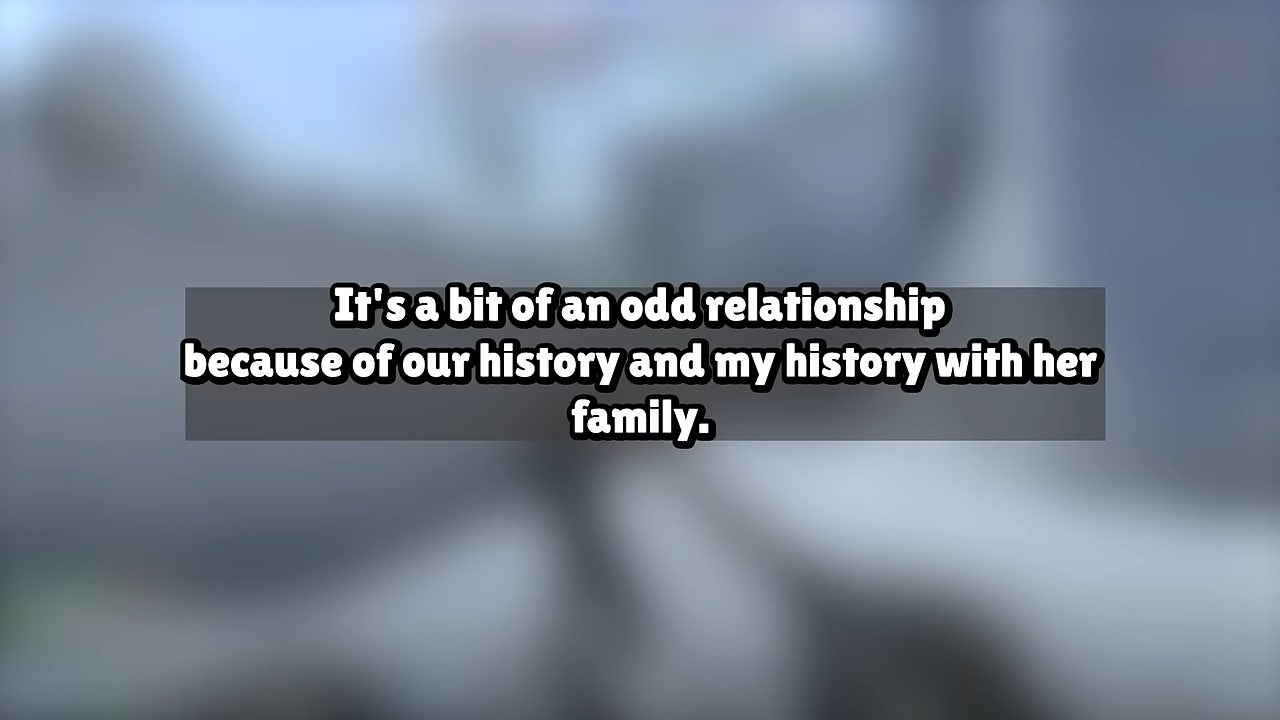 It's a bit of an odd relationship
because of our history and my history with her
family.